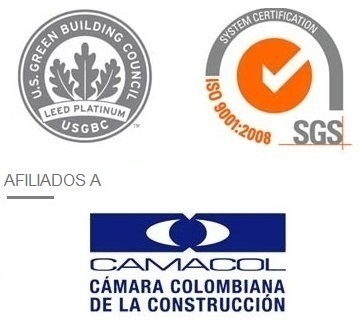 U.S. GREEN BUILDING COUNCIL
LEED PLATINUM
USGBC
TM
SYSTEM CERTIFICATION
ISO 9001:2008
SGS
AFILIADOS A
CAMACOL
CÁMARA COLOMBIANA
DE LA CONSTRUCCIÓN